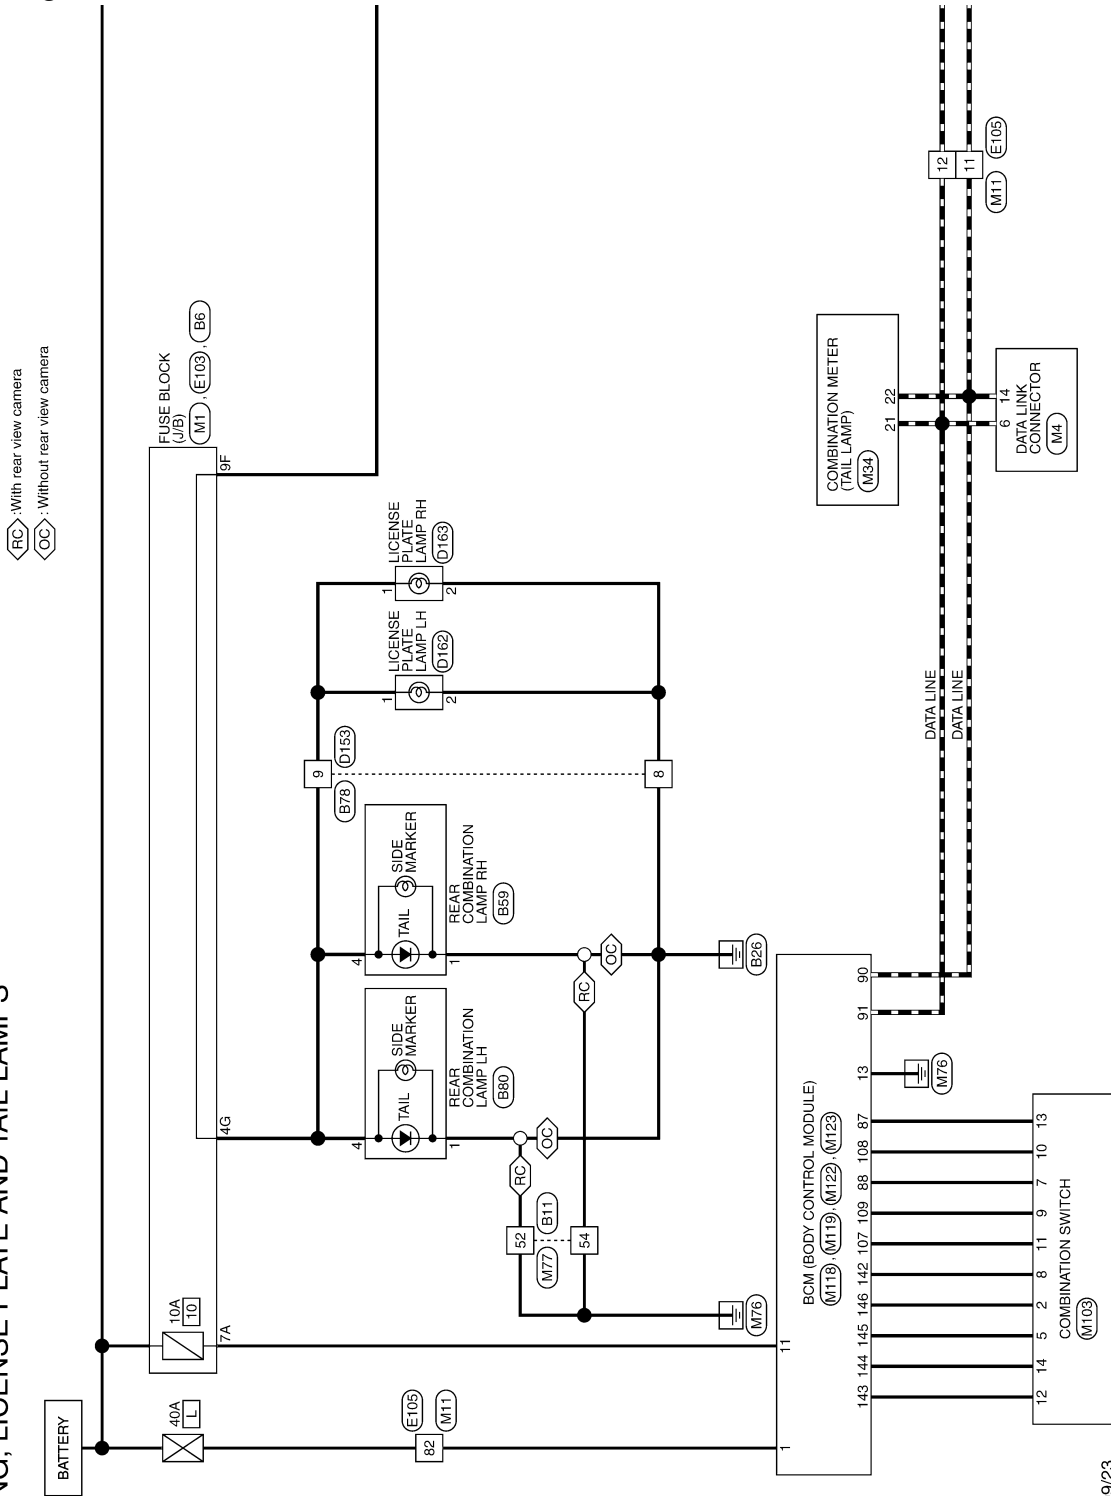 NG, LICENSE PLATE AND TAIL LAMPS
RC :With rear view camera
OC : Without rear view camera
BATTERY
40A
L
10A
10
FUSE BLOCK
(J/B)
M1 , E103 , B6
7A
4G
9F
E105
M11
82
9
8
B78
D153
LICENSE
PLATE
LAMP LH
D162
1
2
LICENSE
PLATE
LAMP RH
D163
1
2
4
TAIL
SIDE
MARKER
1
REAR
COMBINATION
LAMP LH
B80
4
TAIL
SIDE
MARKER
1
REAR
COMBINATION
LAMP RH
B59
RC
OC
RC
OC
52
54
M77
B11
M76
B26
1
11
BCM (BODY CONTROL MODULE)
M118 , M119 , M122 , M123
143 144 145 146 142 107 109 88 108 87 13 91 90
M76
12 14 5 2 8 11 9 7 10 13
COMBINATION SWITCH
M103
COMBINATION METER
(TAIL LAMP)
M34
21 22
6 14
DATA LINK
CONNECTOR
M4
DATA LINE
DATA LINE
12
11
M11
E105
9/23